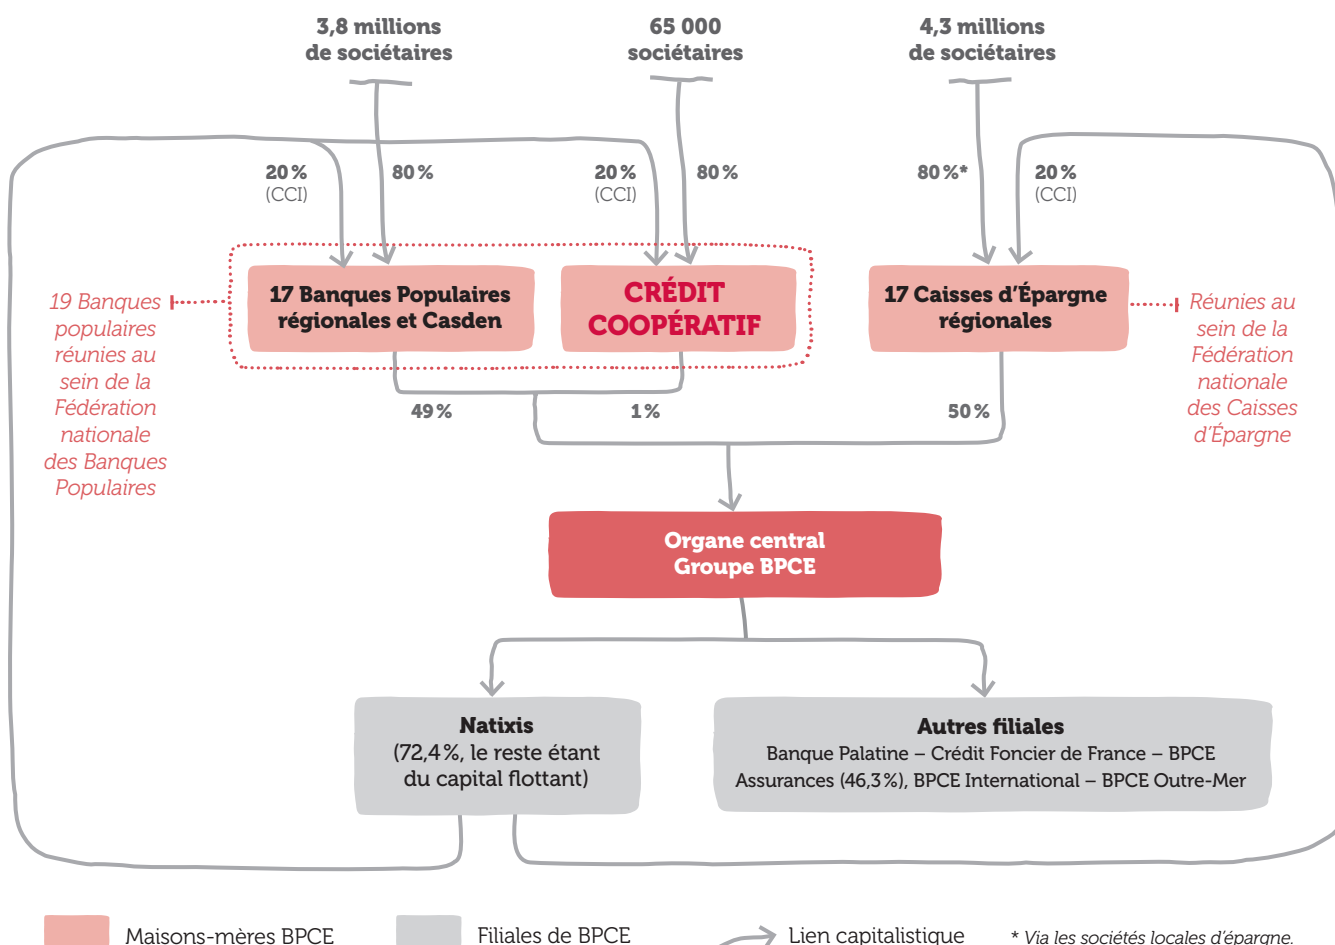 3,8 millions
de sociétaires
65 000
sociétaires
4,3 millions
de sociétaires
20 %
(CCI)
80 %
20 %
(CCI)
80 %
80 %*
20 %
(CCI)
19 Banques
populaires
réunies au
sein de la
Fédération
nationale
des Banques
Populaires
17 Banques Populaires
régionales et Casden
CRÉDIT
COOPÉRATIF
17 Caisses d’Épargne
régionales
Réunies au
sein de la
Fédération
nationale
des Caisses
d’Épargne
49 %
1 %
50 %
Organe central
Groupe BPCE
Natixis
(72,4 %, le reste étant
du capital flottant)
Autres filiales
Banque Palatine – Crédit Foncier de France – BPCE
Assurances (46,3 %), BPCE International – BPCE Outre-Mer
Maisons-mères BPCE
Filiales de BPCE
Lien capitalistique
* Via les sociétés locales d’épargne.